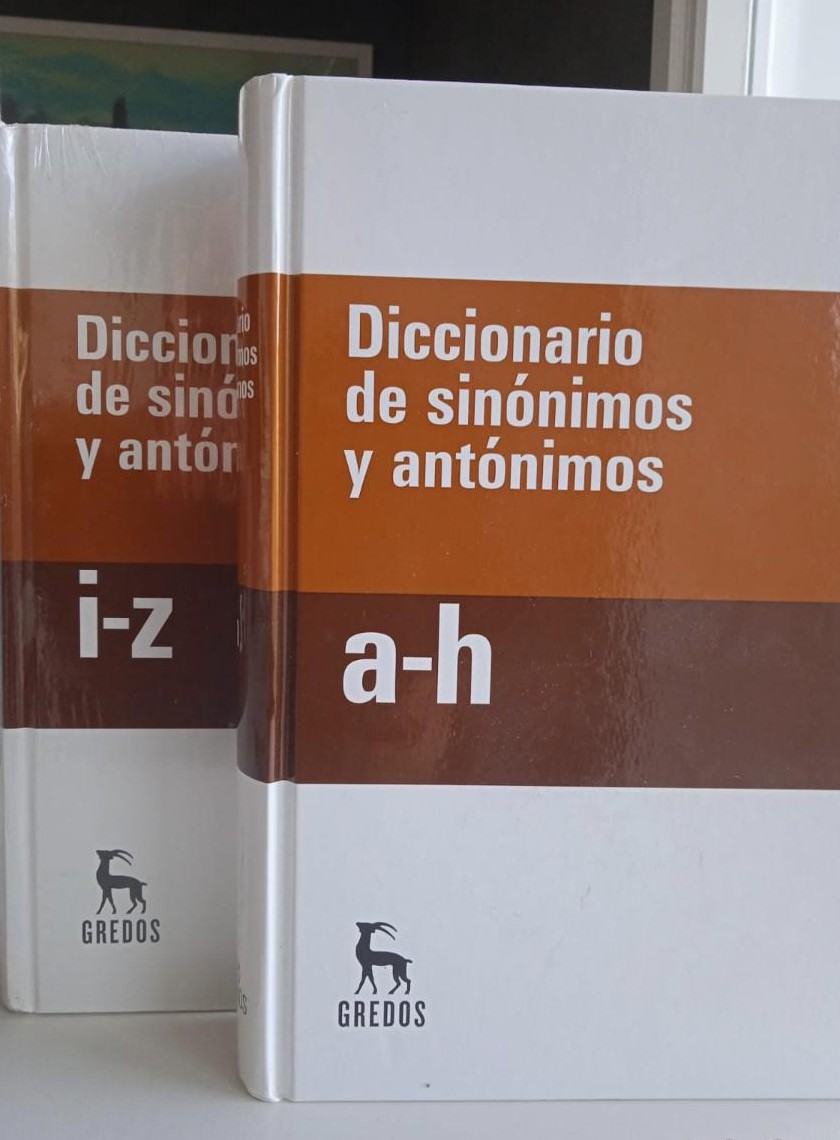 Diccion
de sinó
y antón
i-z
GREDOS
Diccionario
de sinónimos
y antónimos
a-h
GREDOS